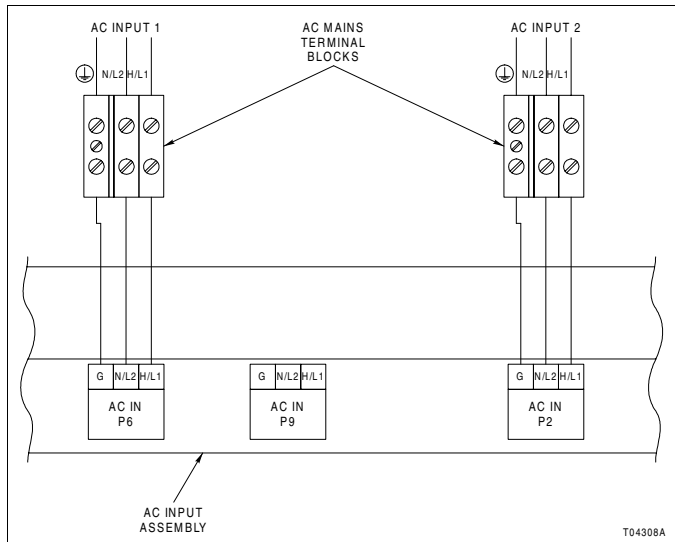 AC INPUT 1
AC MAINS
TERMINAL
BLOCKS
AC INPUT 2
N/L2 H/L1
N/L2 H/L1
G N/L2 H/L1
AC IN
P6
G N/L2 H/L1
AC IN
P9
G N/L2 H/L1
AC IN
P2
AC INPUT
ASSEMBLY
T04308A